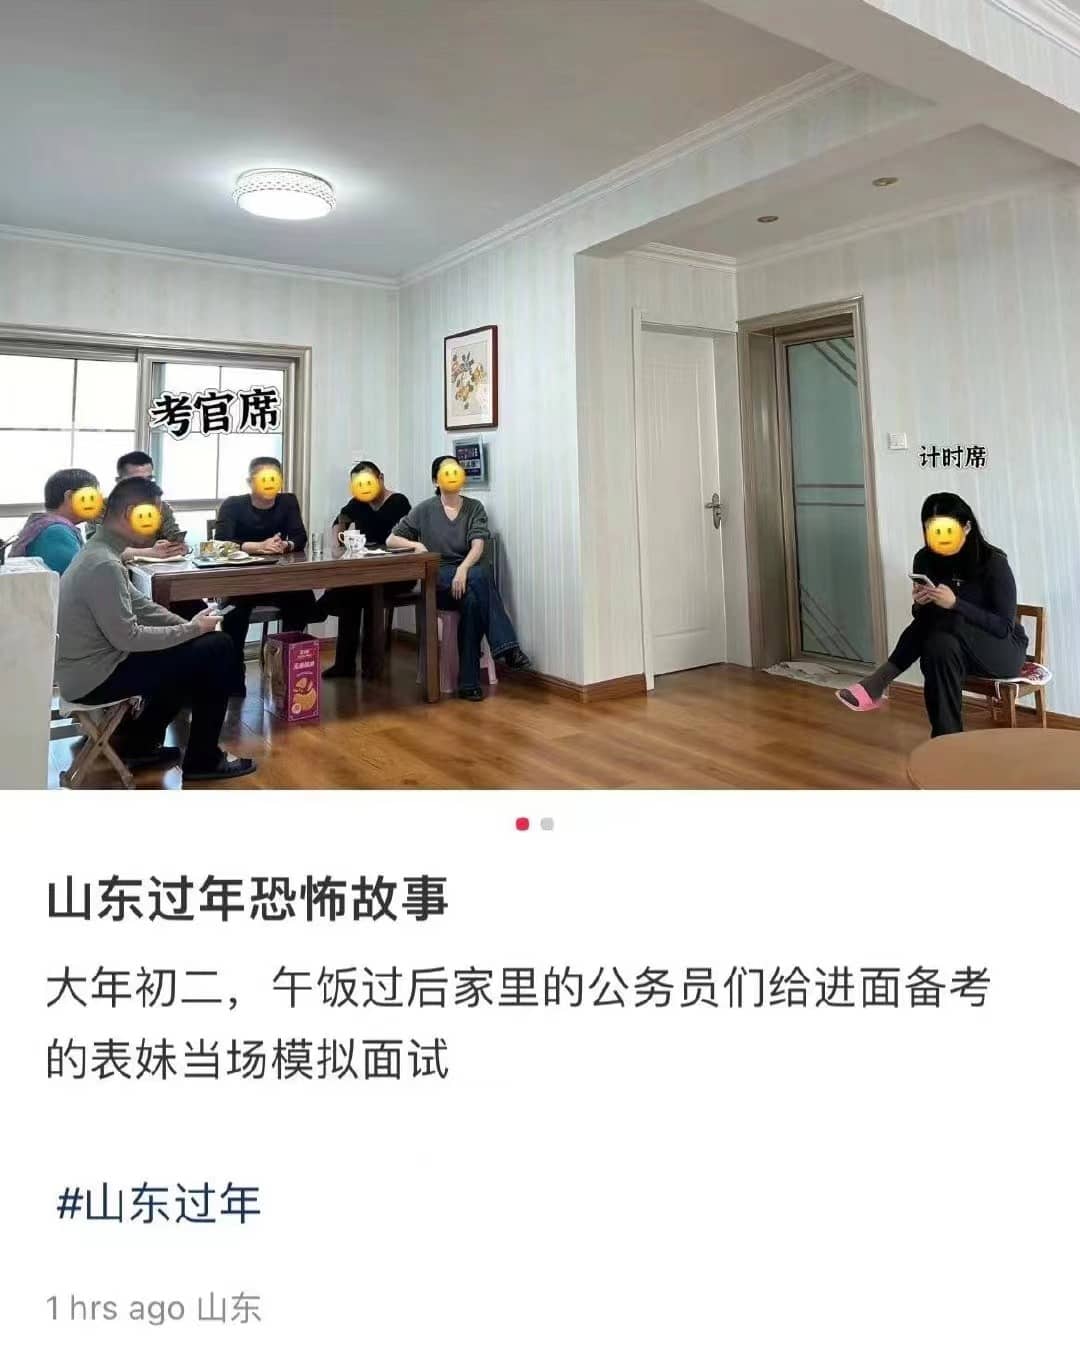 考官席
计时席
山东过年恐怖故事
大年初二，午饭过后家里的公务员们给进面备考
的表妹当场模拟面试
#山东过年
1 hrs ago 山东